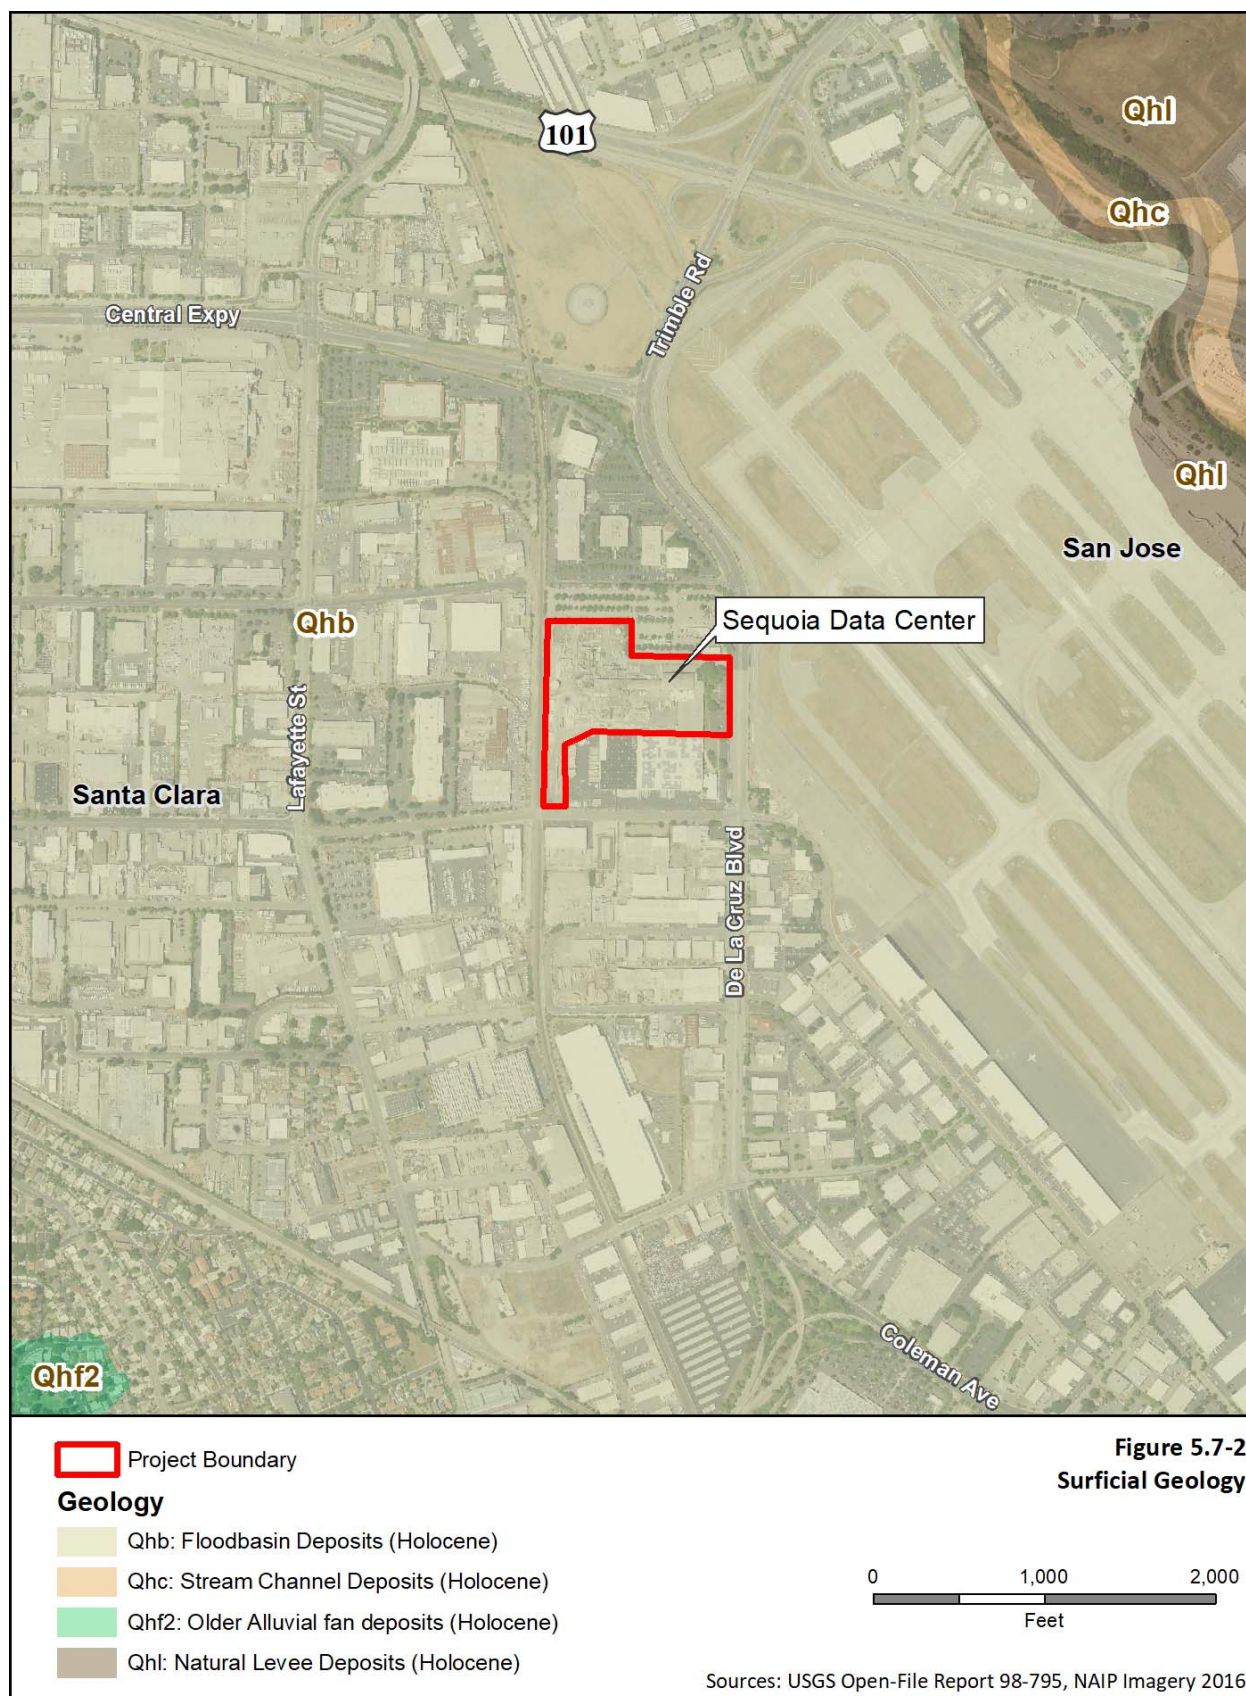 Qhl
101
Qhc
Trimble Rd
Central Expy
Qhl
San Jose
Sequoia Data Center
Qhb
Lafayette St
Santa Clara
De La Cruz Blvd
Coleman Ave
Qhf2
Project Boundary
Geology
Qhb: Floodbasin Deposits (Holocene)
Qhc: Stream Channel Deposits (Holocene)
Qhf2: Older Alluvial fan deposits (Holocene)
Qhl: Natural Levee Deposits (Holocene)
Figure 5.7-2
Surficial Geology
0 1,000 2,000
Feet
Sources: USGS Open-File Report 98-795, NAIP Imagery 2016